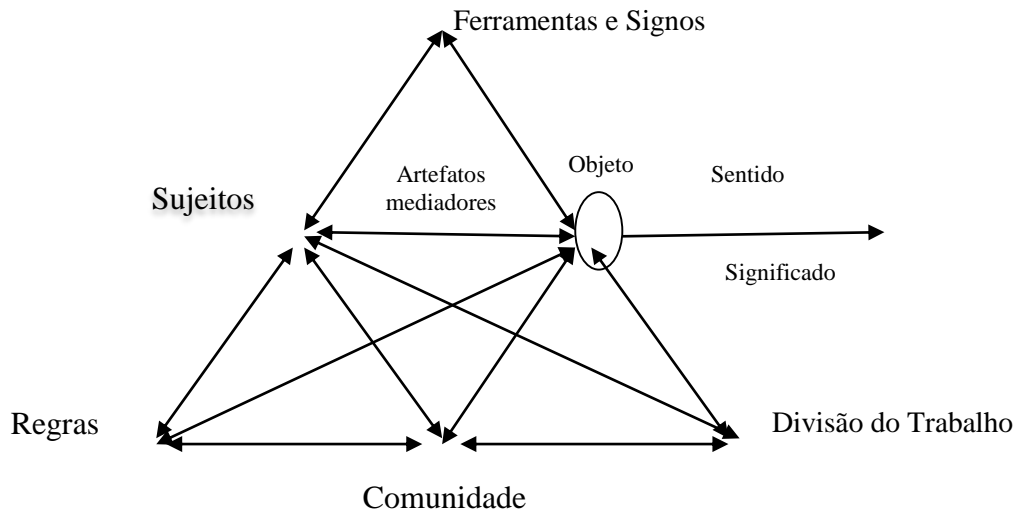 Ferramentas e Signos
Artefatos
mediadores
Objeto
Sentido
Sujeitos
Significado
Regras
Divisão do Trabalho
Comunidade